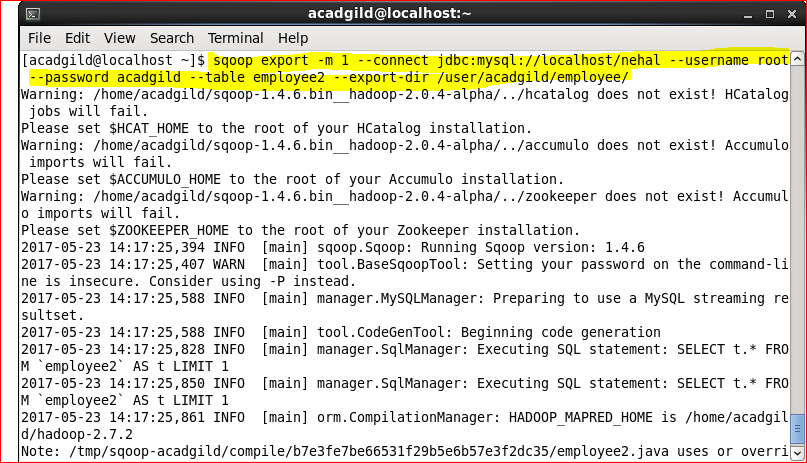 acadgild@localhost:~
File Edit View Search Terminal Help
[acadgild@localhost ~]$ sqoop export -m 1 --connect jdbc:mysql://localhost/nehal --username root
--password acadgild --table employee2 --export-dir /user/acadgild/employee/
Warning: /home/acadgild/sqoop-1.4.6.bin__hadoop-2.0.4-alpha/../hcatalog does not exist! HCatalog
jobs will fail.
Please set $HCAT_HOME to the root of your HCatalog installation.
Warning: /home/acadgild/sqoop-1.4.6.bin__hadoop-2.0.4-alpha/../accumulo does not exist! Accumulo
imports will fail.
Please set $ACCUMULO_HOME to the root of your Accumulo installation.
Warning: /home/acadgild/sqoop-1.4.6.bin__hadoop-2.0.4-alpha/../zookeeper does not exist! Accumul
o imports will fail.
Please set $ZOOKEEPER_HOME to the root of your Zookeeper installation.
2017-05-23 14:17:25,394 INFO  [main] sqoop.Sqoop: Running Sqoop version: 1.4.6
2017-05-23 14:17:25,407 WARN  [main] tool.BaseSqoopTool: Setting your password on the command-li
ne is insecure. Consider using -P instead.
2017-05-23 14:17:25,588 INFO  [main] manager.MySQLManager: Preparing to use a MySQL streaming re
sultset.
2017-05-23 14:17:25,588 INFO  [main] tool.CodeGenTool: Beginning code generation
2017-05-23 14:17:25,828 INFO  [main] manager.SqlManager: Executing SQL statement: SELECT t.* FRO
M `employee2` AS t LIMIT 1
2017-05-23 14:17:25,850 INFO  [main] manager.SqlManager: Executing SQL statement: SELECT t.* FRO
M `employee2` AS t LIMIT 1
2017-05-23 14:17:25,861 INFO  [main] orm.CompilationManager: HADOOP_MAPRED_HOME is /home/acadgil
d/hadoop-2.7.2
Note: /tmp/sqoop-acadgild/compile/b7e3fe7be66531f29b5e6b57e3f2dc35/employee2.java uses or overri